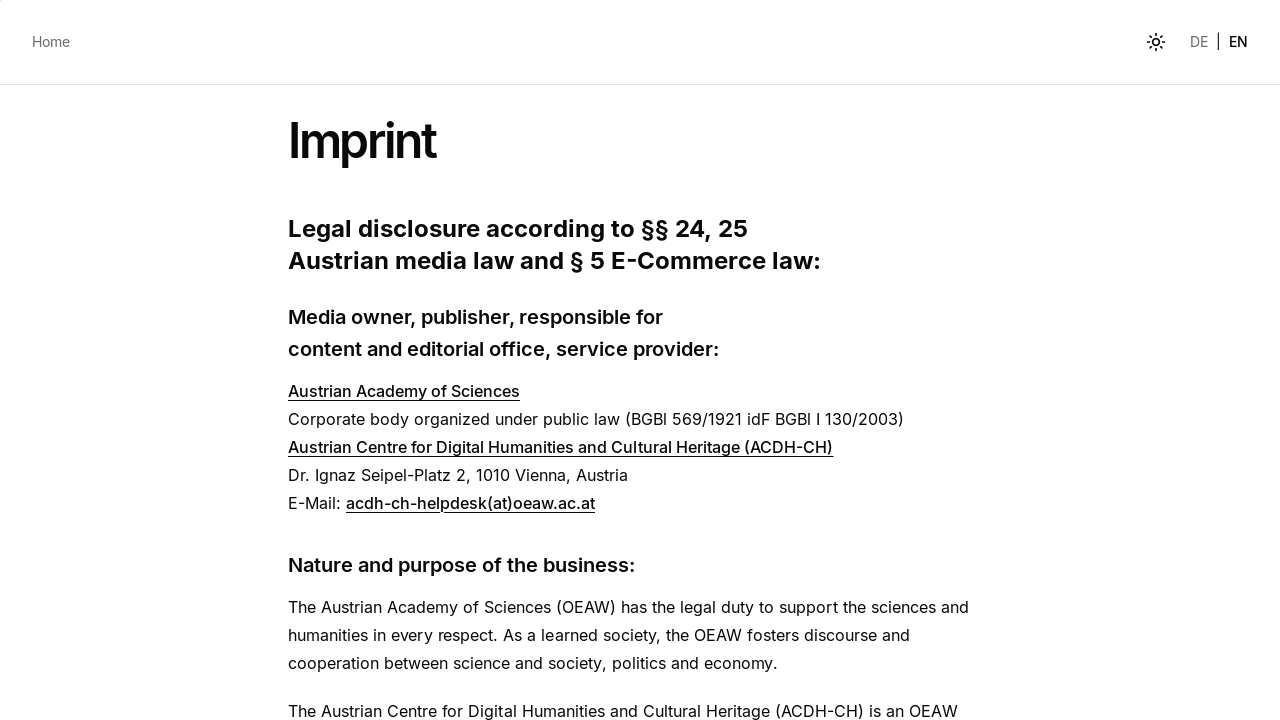 Home
DE | EN
Imprint
Legal disclosure according to §§ 24, 25
Austrian media law and § 5 E-Commerce law:
Media owner, publisher, responsible for
content and editorial office, service provider:
Austrian Academy of Sciences
Corporate body organized under public law (BGBl 569/1921 idF BGBl I 130/2003)
Austrian Centre for Digital Humanities and Cultural Heritage (ACDH-CH)
Dr. Ignaz Seipel-Platz 2, 1010 Vienna, Austria
E-Mail: acdh-ch-helpdesk(at)oeaw.ac.at
Nature and purpose of the business:
The Austrian Academy of Sciences (OEAW) has the legal duty to support the sciences and
humanities in every respect. As a learned society, the OEAW fosters discourse and
cooperation between science and society, politics and economy.
The Austrian Centre for Digital Humanities and Cultural Heritage (ACDH-CH) is an OEAW